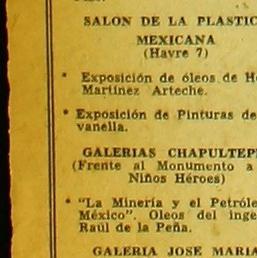 SALON DE LA PLASTIC
MEXICANA
(Havre 7)
* Exposición de óleos de H
Martínez Arteche.
* Exposición de Pinturas de
vanella.
GALERIAS CHAPULTEP
(Frente al Monumento a
Niños Héroes)
* "La Minería y el Petróle
México". Oleos del inge
Raúl de la Peña.
GALERIA JOSE MARIA